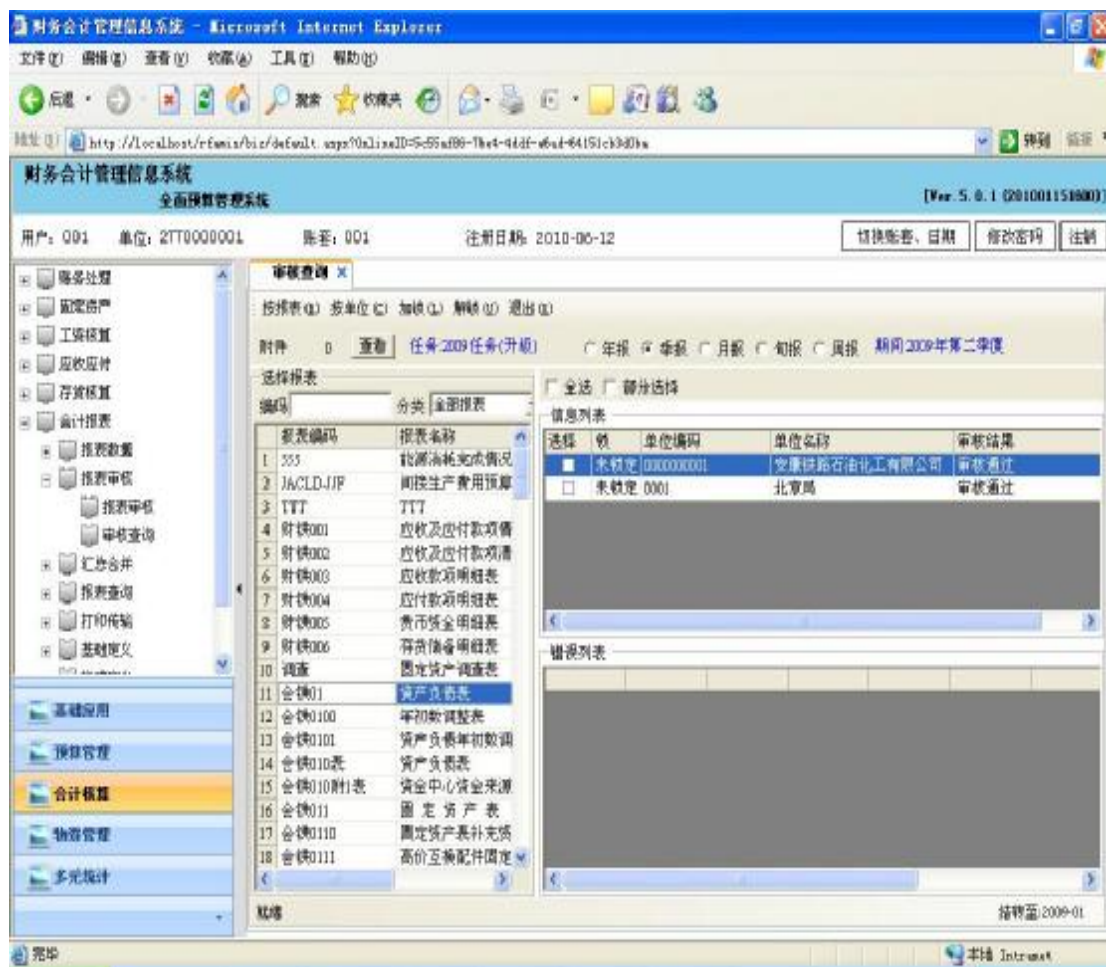 财务会计管理信息系统 - Microsoft Internet Explorer
文件(F) 编辑(E) 查看(V) 收藏(A) 工具(T) 帮助(H)
后退 搜索 收藏夹
地址(D) 转到 链接
财务会计管理信息系统
全面预算管理系统
[Ver. 5.0.1 (201001151600)]
用户: 001 单位: 2TT0000001 账套: 001 注册日期: 2010-06-12 切换账套、日期 修改密码 注销
账务处理
固定资产
工资核算
应收应付
存货核算
会计报表
报表数据
报表审核
报表审核
审核查询
汇总合并
报表查询
打印传输
基础定义
基础应用
预算管理
会计核算
物资管理
多元统计
审核查询 X
按报表(Q) 按单位(C) 加锁(L) 解锁(U) 退出(X)
附件 0 查看 任务:2009任务(升级) 年报 季报 月报 旬报 周报 期间:2009年第二季度
选择报表
编码 分类 全部报表
报表编码 报表名称
1 555 能源消耗完成情况
2 JACLDJJF 间接生产费用预算
3 TTT TTT
4 财铁001 应收及应付款项情
5 财铁002 应收及应付款项清
6 财铁003 应收款项明细表
7 财铁004 应付款项明细表
8 财铁005 货币资金明细表
9 财铁006 存货储备明细表
10 调查 固定资产调查表
11 会铁01 资产负债表
12 会铁0100 年初数调整表
13 会铁0101 资产负债年初数调
14 会铁010表 资产负债表
15 会铁010附1表 资金中心资金来源
16 会铁011 固 定 资 产 表
17 会铁0110 固定资产表补充资
18 会铁0111 高价互换配件固定
全选 部分选择
信息列表
选择 锁 单位编码 单位名称 审核结果
未锁定 0000000001 安康铁路石油化工有限公司 审核通过
未锁定 0001 北京局 审核通过
错误列表
就绪 结转至:2009-01
完毕 本地 Intranet